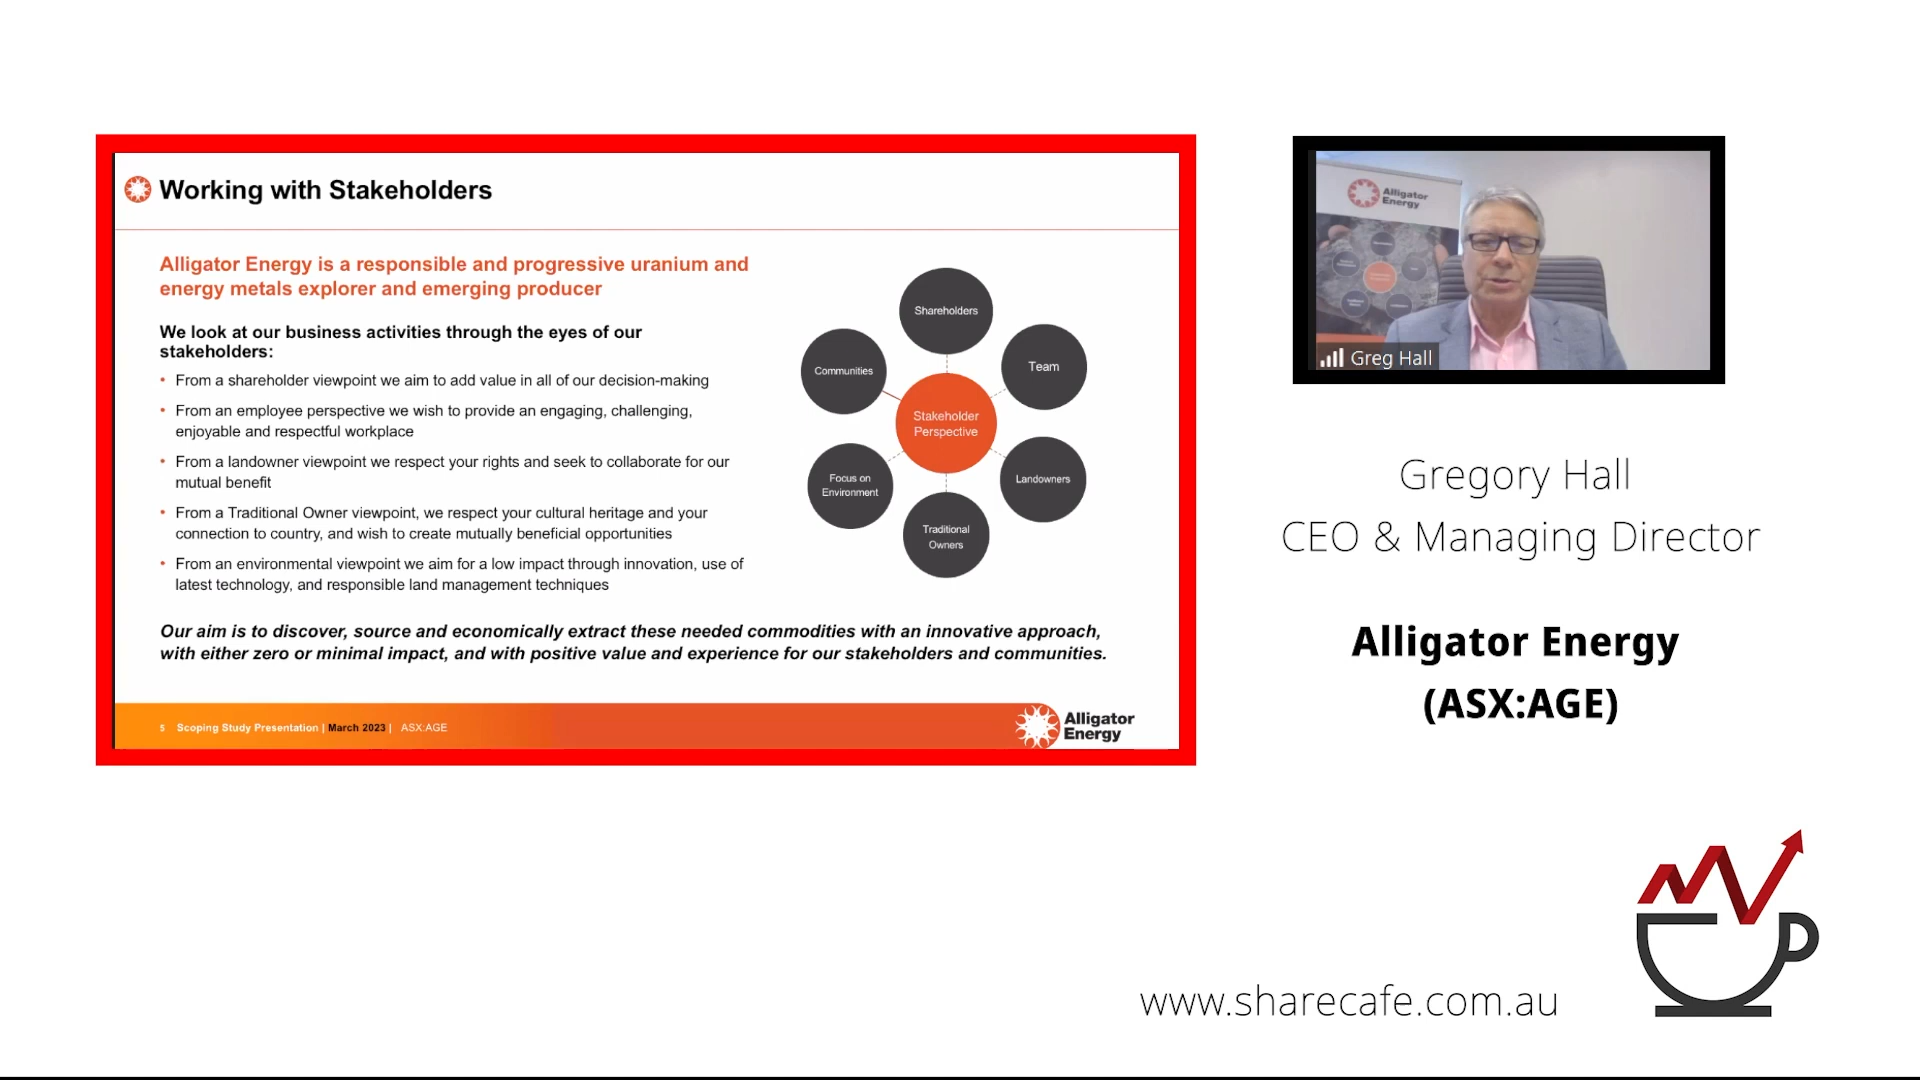 Working with Stakeholders
Alligator Energy is a responsible and progressive uranium and
energy metals explorer and emerging producer
We look at our business activities through the eyes of our
stakeholders:
• From a shareholder viewpoint we aim to add value in all of our decision-making
• From an employee perspective we wish to provide an engaging, challenging,
enjoyable and respectful workplace
• From a landowner viewpoint we respect your rights and seek to collaborate for our
mutual benefit
• From a Traditional Owner viewpoint, we respect your cultural heritage and your
connection to country, and wish to create mutually beneficial opportunities
• From an environmental viewpoint we aim for a low impact through innovation, use of
latest technology, and responsible land management techniques
Shareholders
Team
Communities
Stakeholder
Perspective
Landowners
Focus on
Environment
Traditional
Owners
Our aim is to discover, source and economically extract these needed commodities with an innovative approach,
with either zero or minimal impact, and with positive value and experience for our stakeholders and communities.
5 Scoping Study Presentation | March 2023 | ASX:AGE
Alligator
Energy
Alligator
Energy
Greg Hall
Gregory Hall
CEO & Managing Director
Alligator Energy
(ASX:AGE)
www.sharecafe.com.au